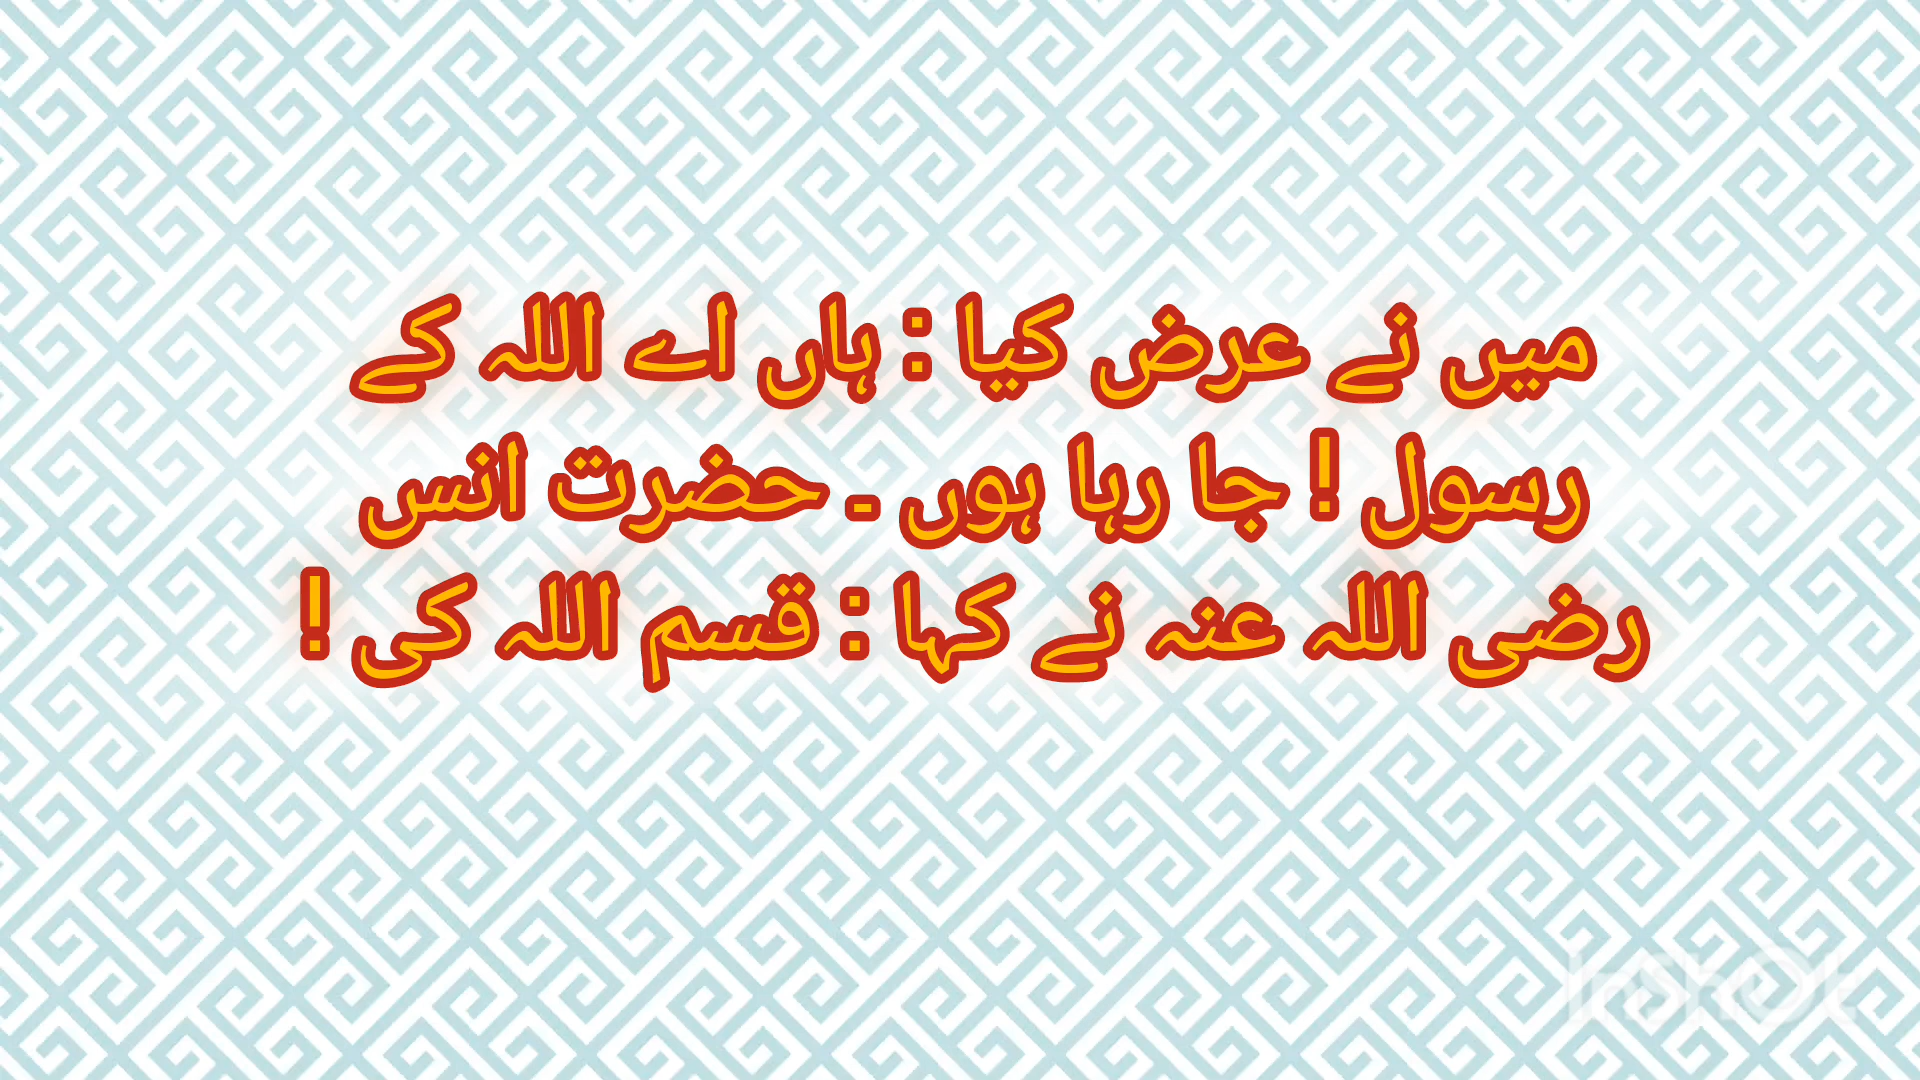 میں نے عرض کیا : ہاں اے اللہ کے
رسول ! جا رہا ہوں ۔ حضرت انس
رضی اللہ عنہ نے کہا : قسم اللہ کی !
InShOt